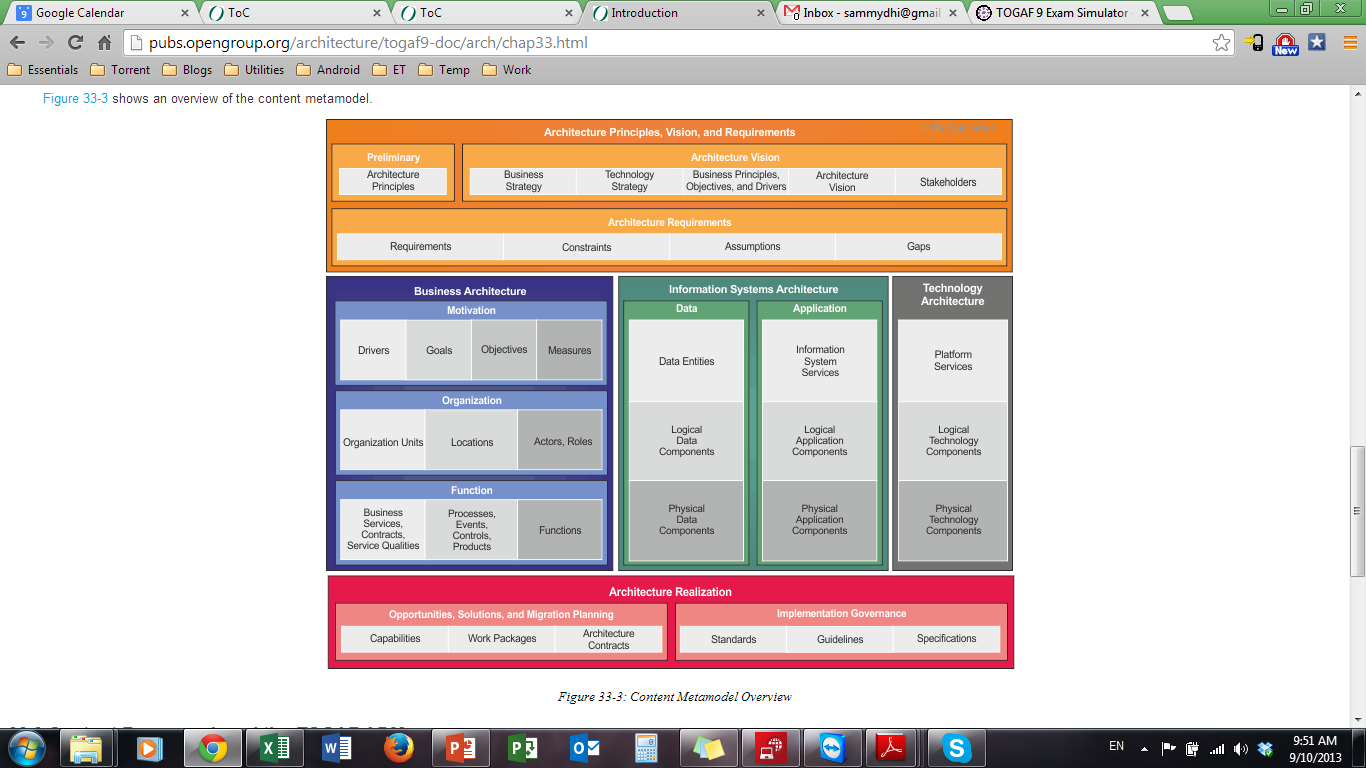 Google Calendar
ToC
ToC
Introduction
Inbox - sammydhi@gmail
TOGAF 9 Exam Simulator
pubs.opengroup.org/architecture/togaf9-doc/arch/chap33.html
New
Essentials
Torrent
Blogs
Utilities
Android
ET
Temp
Work
Figure 33-3 shows an overview of the content metamodel.
Architecture Principles, Vision, and Requirements
Preliminary
Architecture
Principles
Architecture Vision
Business
Strategy
Technology
Strategy
Business Principles,
Objectives, and Drivers
Architecture
Vision
Stakeholders
Architecture Requirements
Requirements
Constraints
Assumptions
Gaps
Business Architecture
Motivation
Drivers
Goals
Objectives
Measures
Organization
Organization Units
Locations
Actors, Roles
Function
Business
Services,
Contracts,
Service Qualities
Processes,
Events,
Controls,
Products
Functions
Information Systems Architecture
Data
Data Entities
Logical
Data
Components
Physical
Data
Components
Application
Information
System
Services
Logical
Application
Components
Physical
Application
Components
Technology
Architecture
Platform
Services
Logical
Technology
Components
Physical
Technology
Components
Architecture Realization
Opportunities, Solutions, and Migration Planning
Capabilities
Work Packages
Architecture
Contracts
Implementation Governance
Standards
Guidelines
Specifications
Figure 33-3: Content Metamodel Overview
EN
9:51 AM
9/10/2013